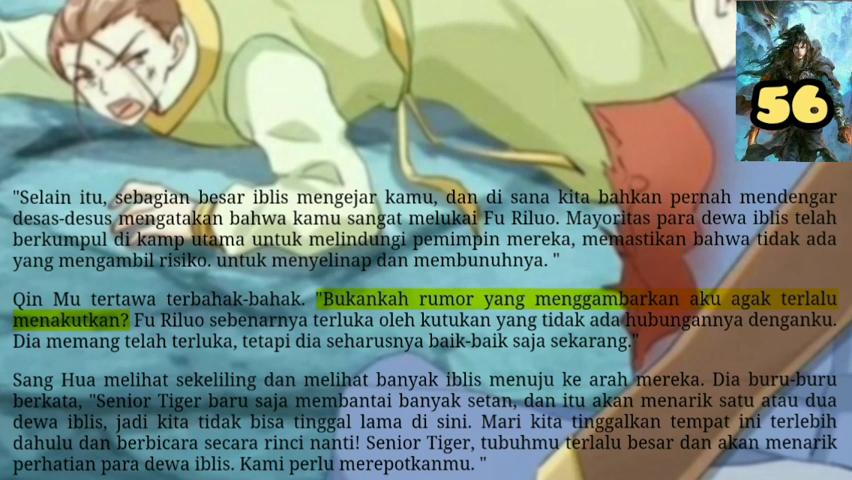 56
"Selain itu, sebagian besar iblis mengejar kamu, dan di sana kita bahkan pernah mendengar
desas-desus mengatakan bahwa kamu sangat melukai Fu Riluo. Mayoritas para dewa iblis telah
berkumpul di kamp utama untuk melindungi pemimpin mereka, memastikan bahwa tidak ada
yang mengambil risiko. untuk menyelinap dan membunuhnya. "
Qin Mu tertawa terbahak-bahak. "Bukankah rumor yang menggambarkan aku agak terlalu
menakutkan? Fu Riluo sebenarnya terluka oleh kutukan yang tidak ada hubungannya denganku.
Dia memang telah terluka, tetapi dia seharusnya baik-baik saja sekarang."
Sang Hua melihat sekeliling dan melihat banyak iblis menuju ke arah mereka. Dia buru-buru
berkata, "Senior Tiger baru saja membantai banyak setan, dan itu akan menarik satu atau dua
dewa iblis, jadi kita tidak bisa tinggal lama di sini. Mari kita tinggalkan tempat ini terlebih
dahulu dan berbicara secara rinci nanti! Senior Tiger, tubuhmu terlalu besar dan akan menarik
perhatian para dewa iblis. Kami perlu merepotkanmu. "